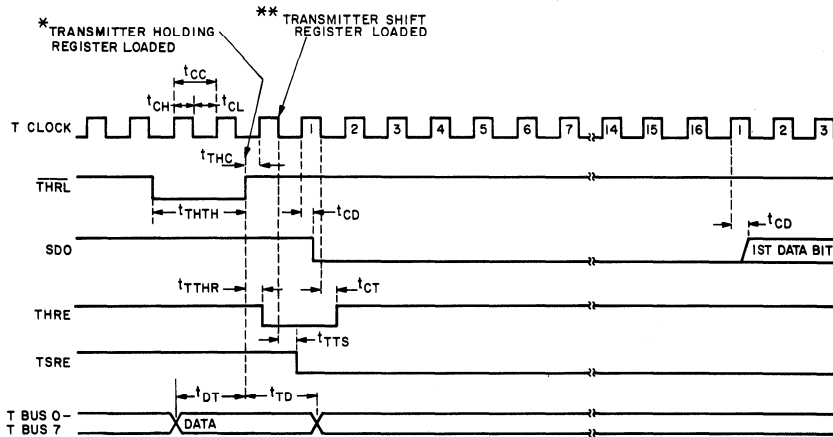 * TRANSMITTER HOLDING
REGISTER LOADED
** TRANSMITTER SHIFT
REGISTER LOADED
tCC
tCH tCL
T CLOCK 1 2 3 4 5 6 7 14 15 16 1 2 3
tTHC
THRL
tTHTH
tCD
tCD
SDO
1ST DATA BIT
tTTHR
tCT
THRE
tTTS
TSRE
tDT tTD
T BUS 0-
T BUS 7
DATA